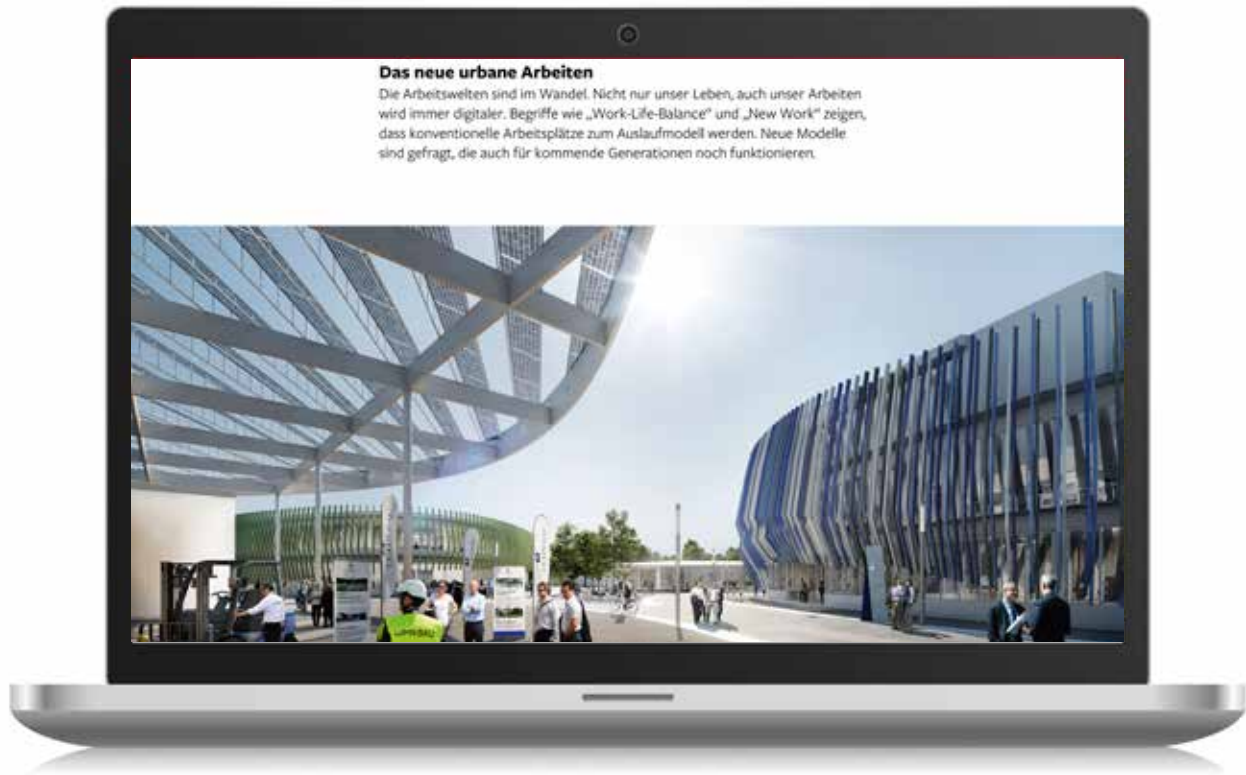 Das neue urbane Arbeiten
Die Arbeitswelten sind im Wandel. Nicht nur unser Leben, auch unser Arbeiten
wird immer digitaler. Begriffe wie „Work-Life-Balance“ und „New Work“ zeigen,
dass konventionelle Arbeitsplätze zum Auslaufmodell werden. Neue Modelle
sind gefragt, die auch für kommende Generationen noch funktionieren.